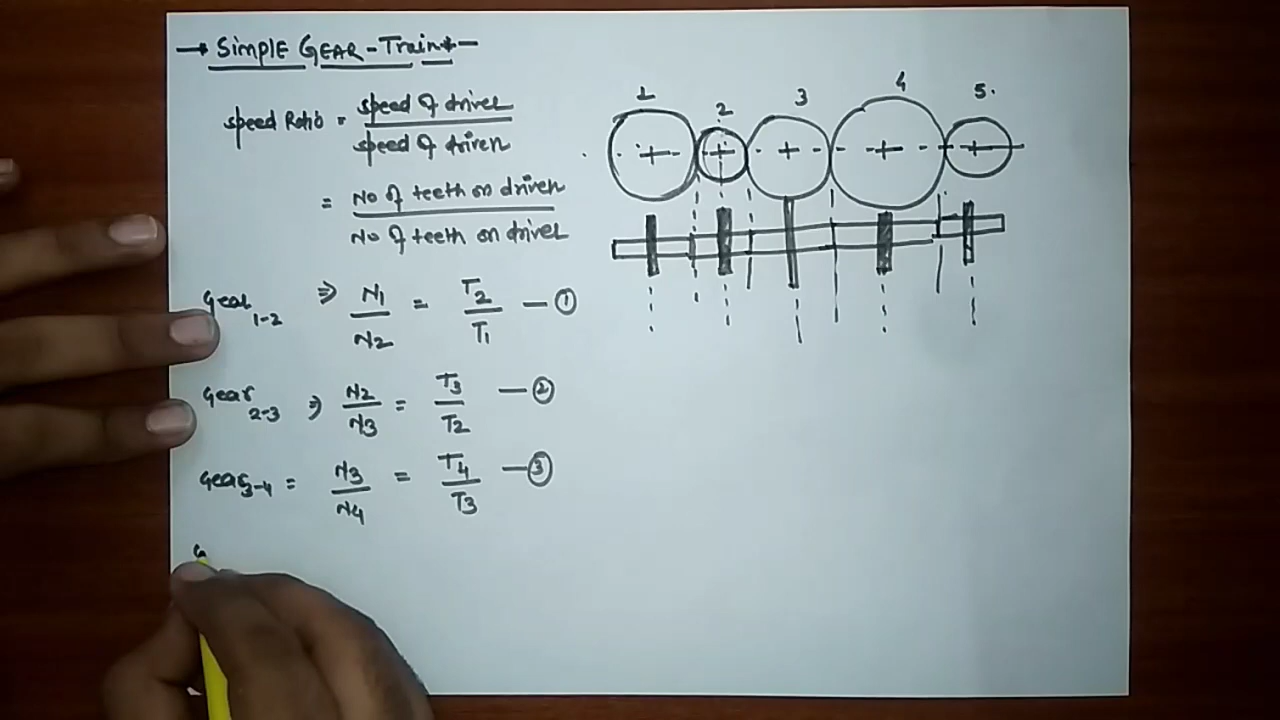 → SIMPLE GEAR-Train:-
Speed Ratio = speed of driver / speed of driven
= No of teeth on driven / No of teeth on driver
Gear 1-2 ⇒ N1/N2 = T2/T1 — ①
Gear 2-3 ⇒ N2/N3 = T3/T2 — ②
Gear 3-4 = N3/N4 = T4/T3 — ③
1 2 3 4 5.